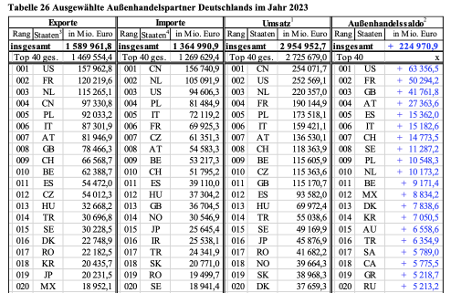 Tabelle 26 Ausgewählte Außenhandelspartner Deutschlands im Jahr 2023
Exporte Importe Umsatz¹ Außenhandelssaldo²
Rang Staaten³ in Mio. Euro Rang Staaten⁴ in Mio. Euro Rang Staaten in Mio. Euro Rang Staaten in Mio. Euro
insgesamt 1 589 961,8 insgesamt 1 364 990,9 insgesamt 2 954 952,7 insgesamt + 224 970,9
Top 40 ges. 1 469 554,4 Top 40 ges. 1 269 629,4 Top 40 ges. 2 725 679,0 Top 40 x
001 US 157 962,8 001 CN 156 740,9 001 CN 254 071,7 001 US + 63 356,5
002 FR 120 219,6 002 NL 105 091,9 002 US 252 569,1 002 FR + 50 294,2
003 NL 115 265,1 003 US 94 606,3 003 NL 220 357,0 003 GB + 41 761,8
004 CN 97 330,8 004 PL 81 484,9 004 FR 190 144,9 004 AT + 27 363,6
005 PL 92 033,2 005 IT 72 119,2 005 PL 173 518,1 005 ES + 15 362,0
006 IT 87 301,9 006 FR 69 925,3 006 IT 159 421,1 006 IT + 15 182,6
007 AT 81 946,9 007 CZ 61 351,3 007 AT 136 530,1 007 CH + 14 773,5
008 GB 78 466,3 008 AT 54 583,3 008 CH 118 363,9 008 SE + 11 287,2
009 CH 66 568,7 009 BE 53 217,3 009 BE 115 605,9 009 PL + 10 548,3
010 BE 62 388,7 010 CH 51 795,2 010 CZ 115 363,6 010 NL + 10 173,2
011 ES 54 472,0 011 ES 39 110,0 011 GB 115 170,7 011 BE + 9 171,4
012 CZ 54 012,3 012 HU 37 304,2 012 ES 93 582,0 012 MX + 8 834,2
013 HU 32 668,2 013 GB 36 704,5 013 HU 69 972,4 013 DK + 7 838,6
014 TR 30 696,8 014 NO 30 546,9 014 TR 55 038,6 014 KR + 7 050,5
015 SE 30 228,5 015 JP 25 645,4 015 SE 49 169,9 015 AU + 6 558,6
016 DK 22 748,9 016 IR 25 538,1 016 JP 45 876,9 016 TR + 6 354,9
017 RO 22 182,5 017 TR 24 341,9 017 RO 41 682,2 017 SA + 5 789,0
018 KR 20 435,7 018 SK 20 771,0 018 NO 39 664,3 018 CA + 5 775,5
019 JP 20 231,5 019 RO 19 499,7 019 SK 38 968,3 019 GR + 5 218,7
020 MX 18 952,1 020 SE 18 941,4 020 DK 37 659,3 020 RU + 5 213,2